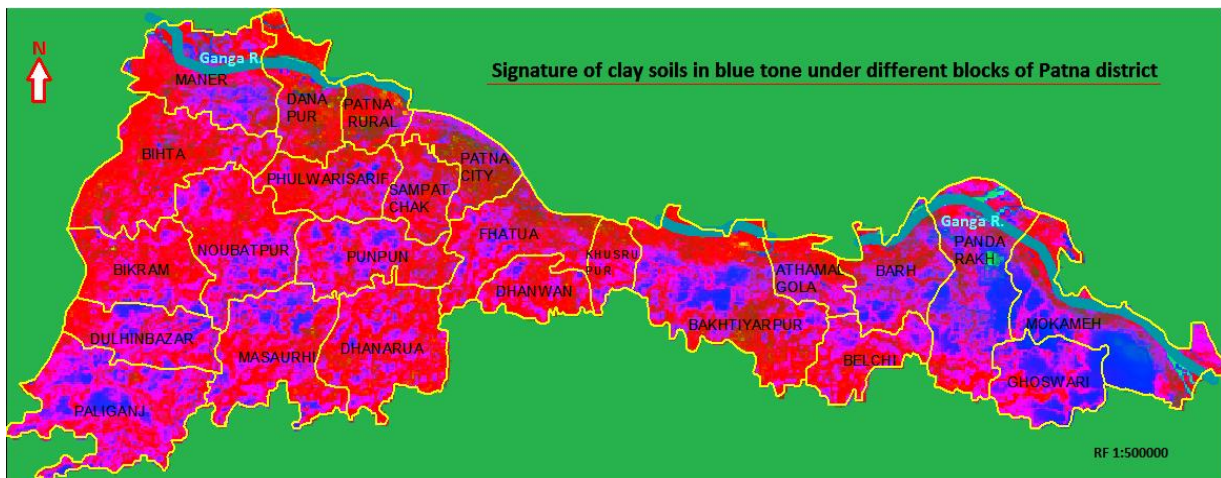 N
Ganga R.
MANER
Signature of clay soils in blue tone under different blocks of Patna district
DANA
PUR
PATNA
RURAL
BIHTA
PATNA
CITY
PHULWARISARIF
SAMPAT
CHAK
Ganga R.
NOUBATPUR
PUNPUN
FHATUA
PANDA
RAKH
BIKRAM
KHUSRU
PUR
ATHAMAL
GOLA
BARH
DHANWAN
DULHINBAZAR
BAKHTIYARPUR
MOKAMEH
MASAURHI
DHANARUA
BELCHI
PALIGANJ
GHOSWARI
RF 1:500000